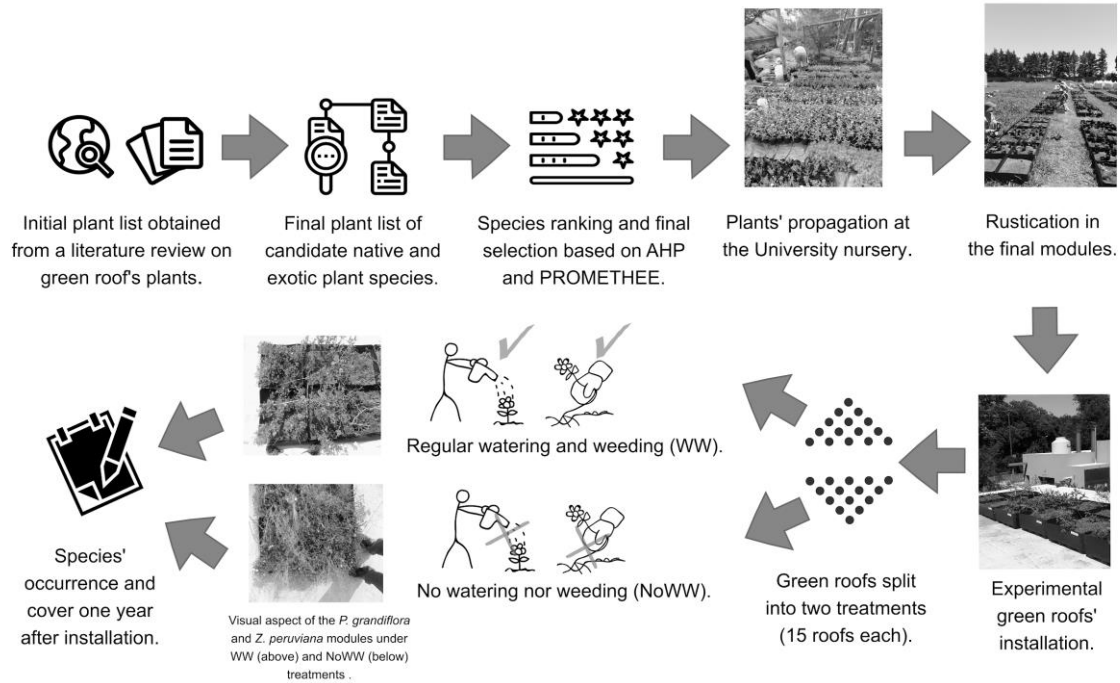 Initial plant list obtained
from a literature review on
green roof's plants.
Final plant list of
candidate native and
exotic plant species.
Species ranking and final
selection based on AHP
and PROMETHEE.
Plants' propagation at
the University nursery.
Rustication in
the final modules.
Experimental
green roofs'
installation.
Green roofs split
into two treatments
(15 roofs each).
Regular watering and weeding (WW).
No watering nor weeding (NoWW).
Visual aspect of the P. grandiflora
and Z. peruviana modules under
WW (above) and NoWW (below)
treatments .
Species'
occurrence and
cover one year
after installation.